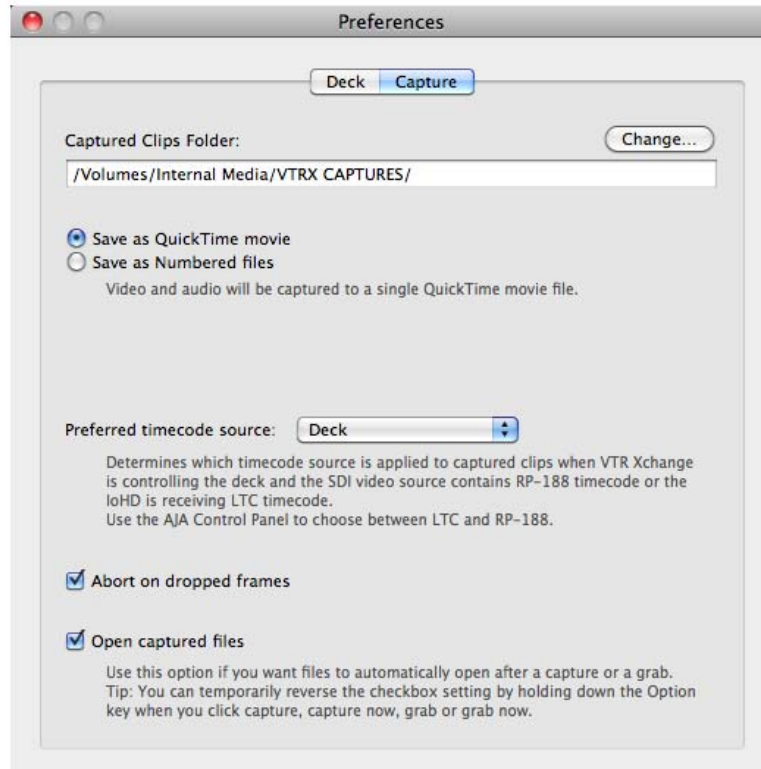 Preferences
Deck Capture
Captured Clips Folder: Change...
/Volumes/Internal Media/VTRX CAPTURES/
Save as QuickTime movie
Save as Numbered files
Video and audio will be captured to a single QuickTime movie file.
Preferred timecode source: Deck
Determines which timecode source is applied to captured clips when VTR Xchange
is controlling the deck and the SDI video source contains RP-188 timecode or the
IoHD is receiving LTC timecode.
Use the AJA Control Panel to choose between LTC and RP-188.
Abort on dropped frames
Open captured files
Use this option if you want files to automatically open after a capture or a grab.
Tip: You can temporarily reverse the checkbox setting by holding down the Option
key when you click capture, capture now, grab or grab now.